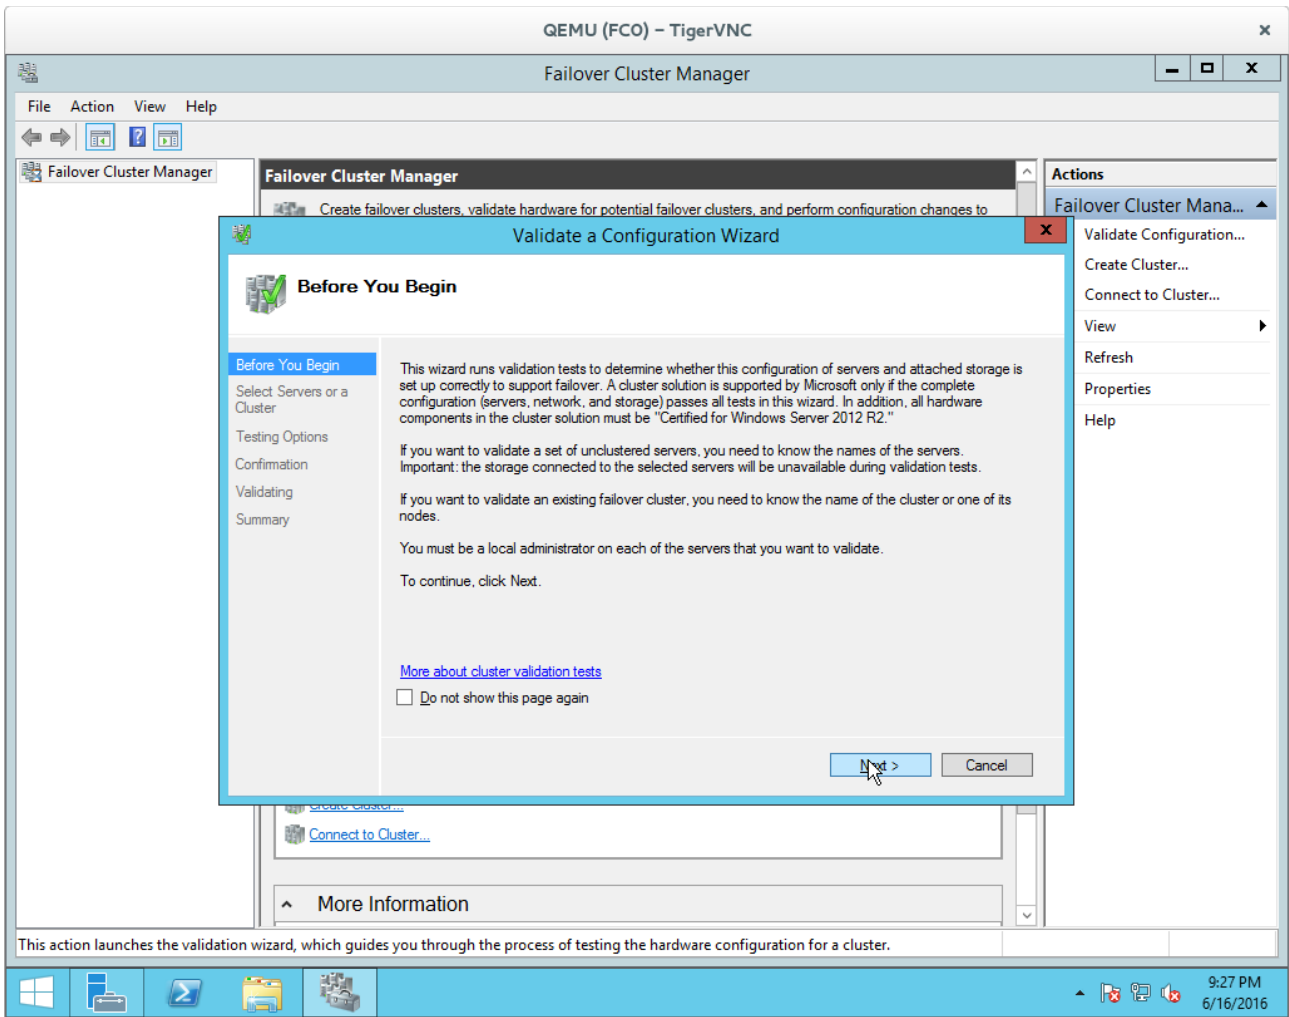 QEMU (FC0) – TigerVNC
Failover Cluster Manager
File Action View Help
Failover Cluster Manager
Failover Cluster Manager
Create failover clusters, validate hardware for potential failover clusters, and perform configuration changes to
Actions
Failover Cluster Mana...
Validate Configuration...
Create Cluster...
Connect to Cluster...
View
Refresh
Properties
Help
Validate a Configuration Wizard
Before You Begin
Before You Begin
Select Servers or a
Cluster
Testing Options
Confirmation
Validating
Summary
This wizard runs validation tests to determine whether this configuration of servers and attached storage is
set up correctly to support failover. A cluster solution is supported by Microsoft only if the complete
configuration (servers, network, and storage) passes all tests in this wizard. In addition, all hardware
components in the cluster solution must be "Certified for Windows Server 2012 R2."
If you want to validate a set of unclustered servers, you need to know the names of the servers.
Important: the storage connected to the selected servers will be unavailable during validation tests.
If you want to validate an existing failover cluster, you need to know the name of the cluster or one of its
nodes.
You must be a local administrator on each of the servers that you want to validate.
To continue, click Next.
More about cluster validation tests
Do not show this page again
Next > Cancel
Create Cluster...
Connect to Cluster...
More Information
This action launches the validation wizard, which guides you through the process of testing the hardware configuration for a cluster.
9:27 PM
6/16/2016